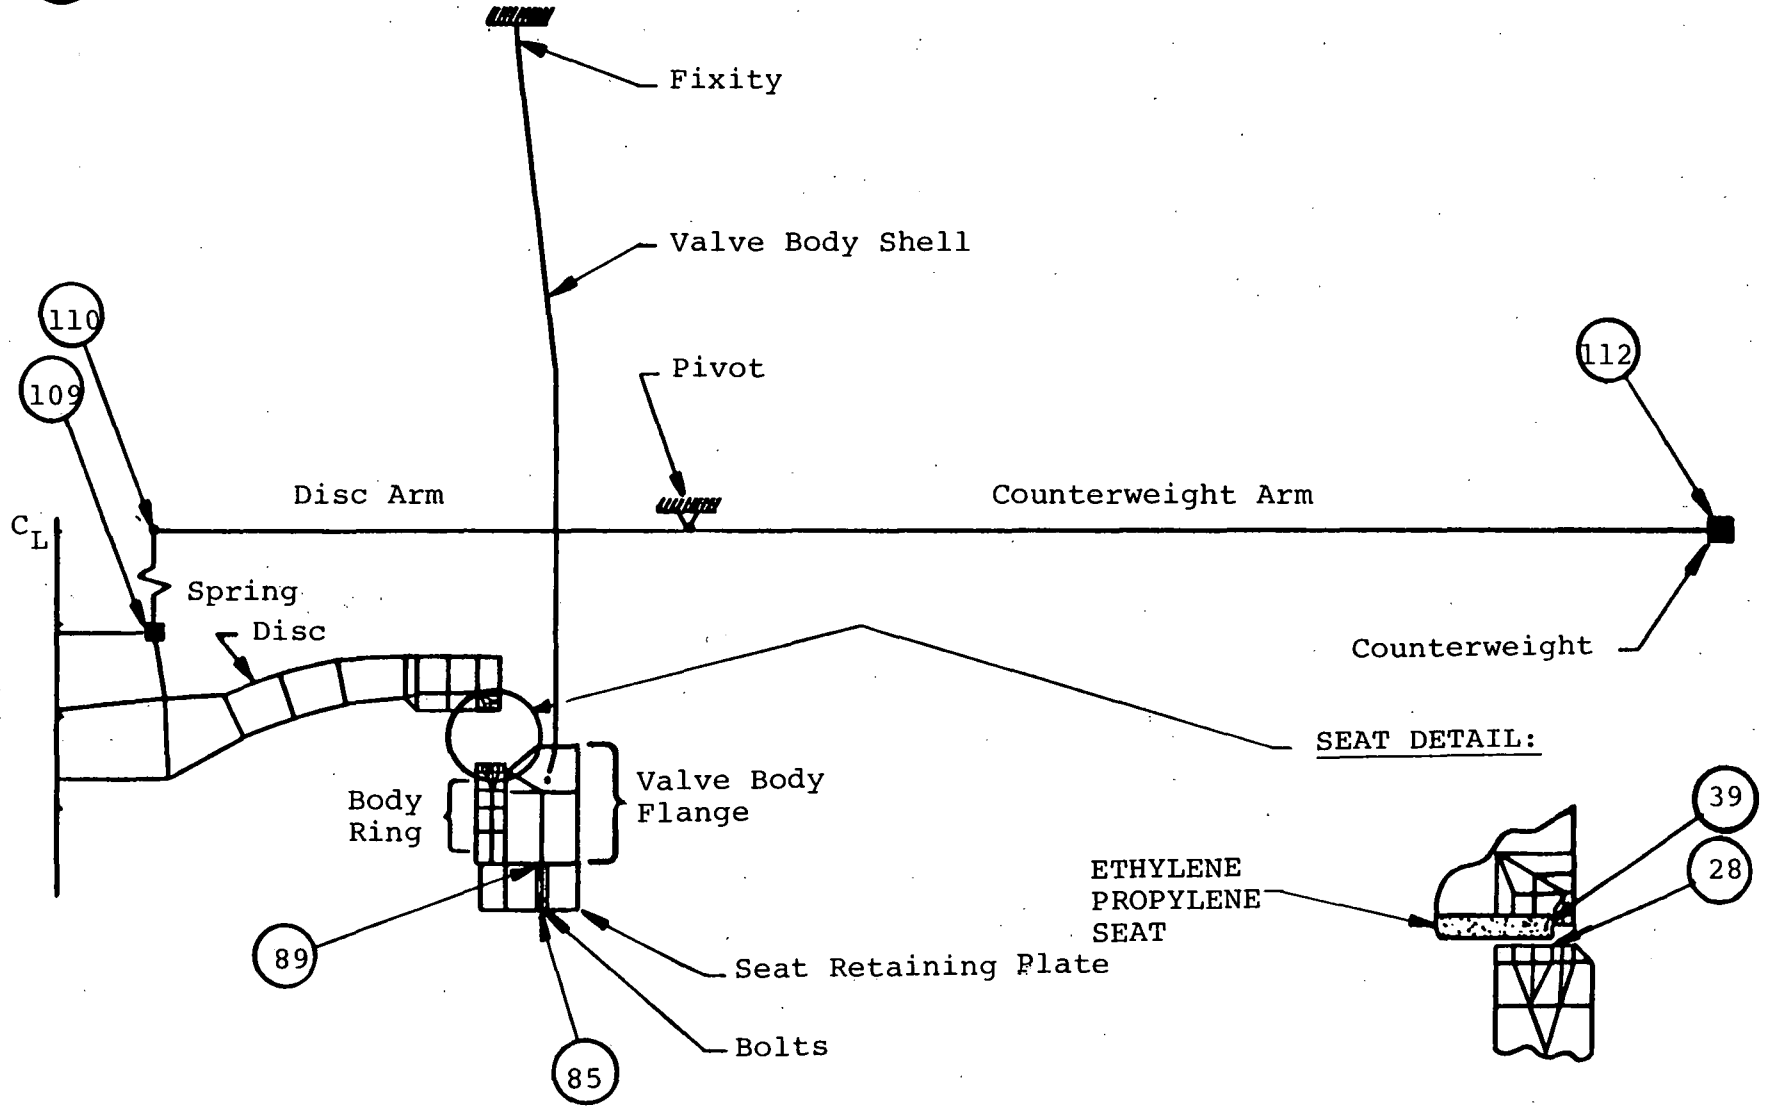 Fixity
Valve Body Shell
110
Pivot
112
109
Disc Arm
Counterweight Arm
CL
Spring
Disc
Counterweight
SEAT DETAIL:
Body
Ring
Valve Body
Flange
39
ETHYLENE
PROPYLENE
SEAT
28
89
Seat Retaining Plate
Bolts
85